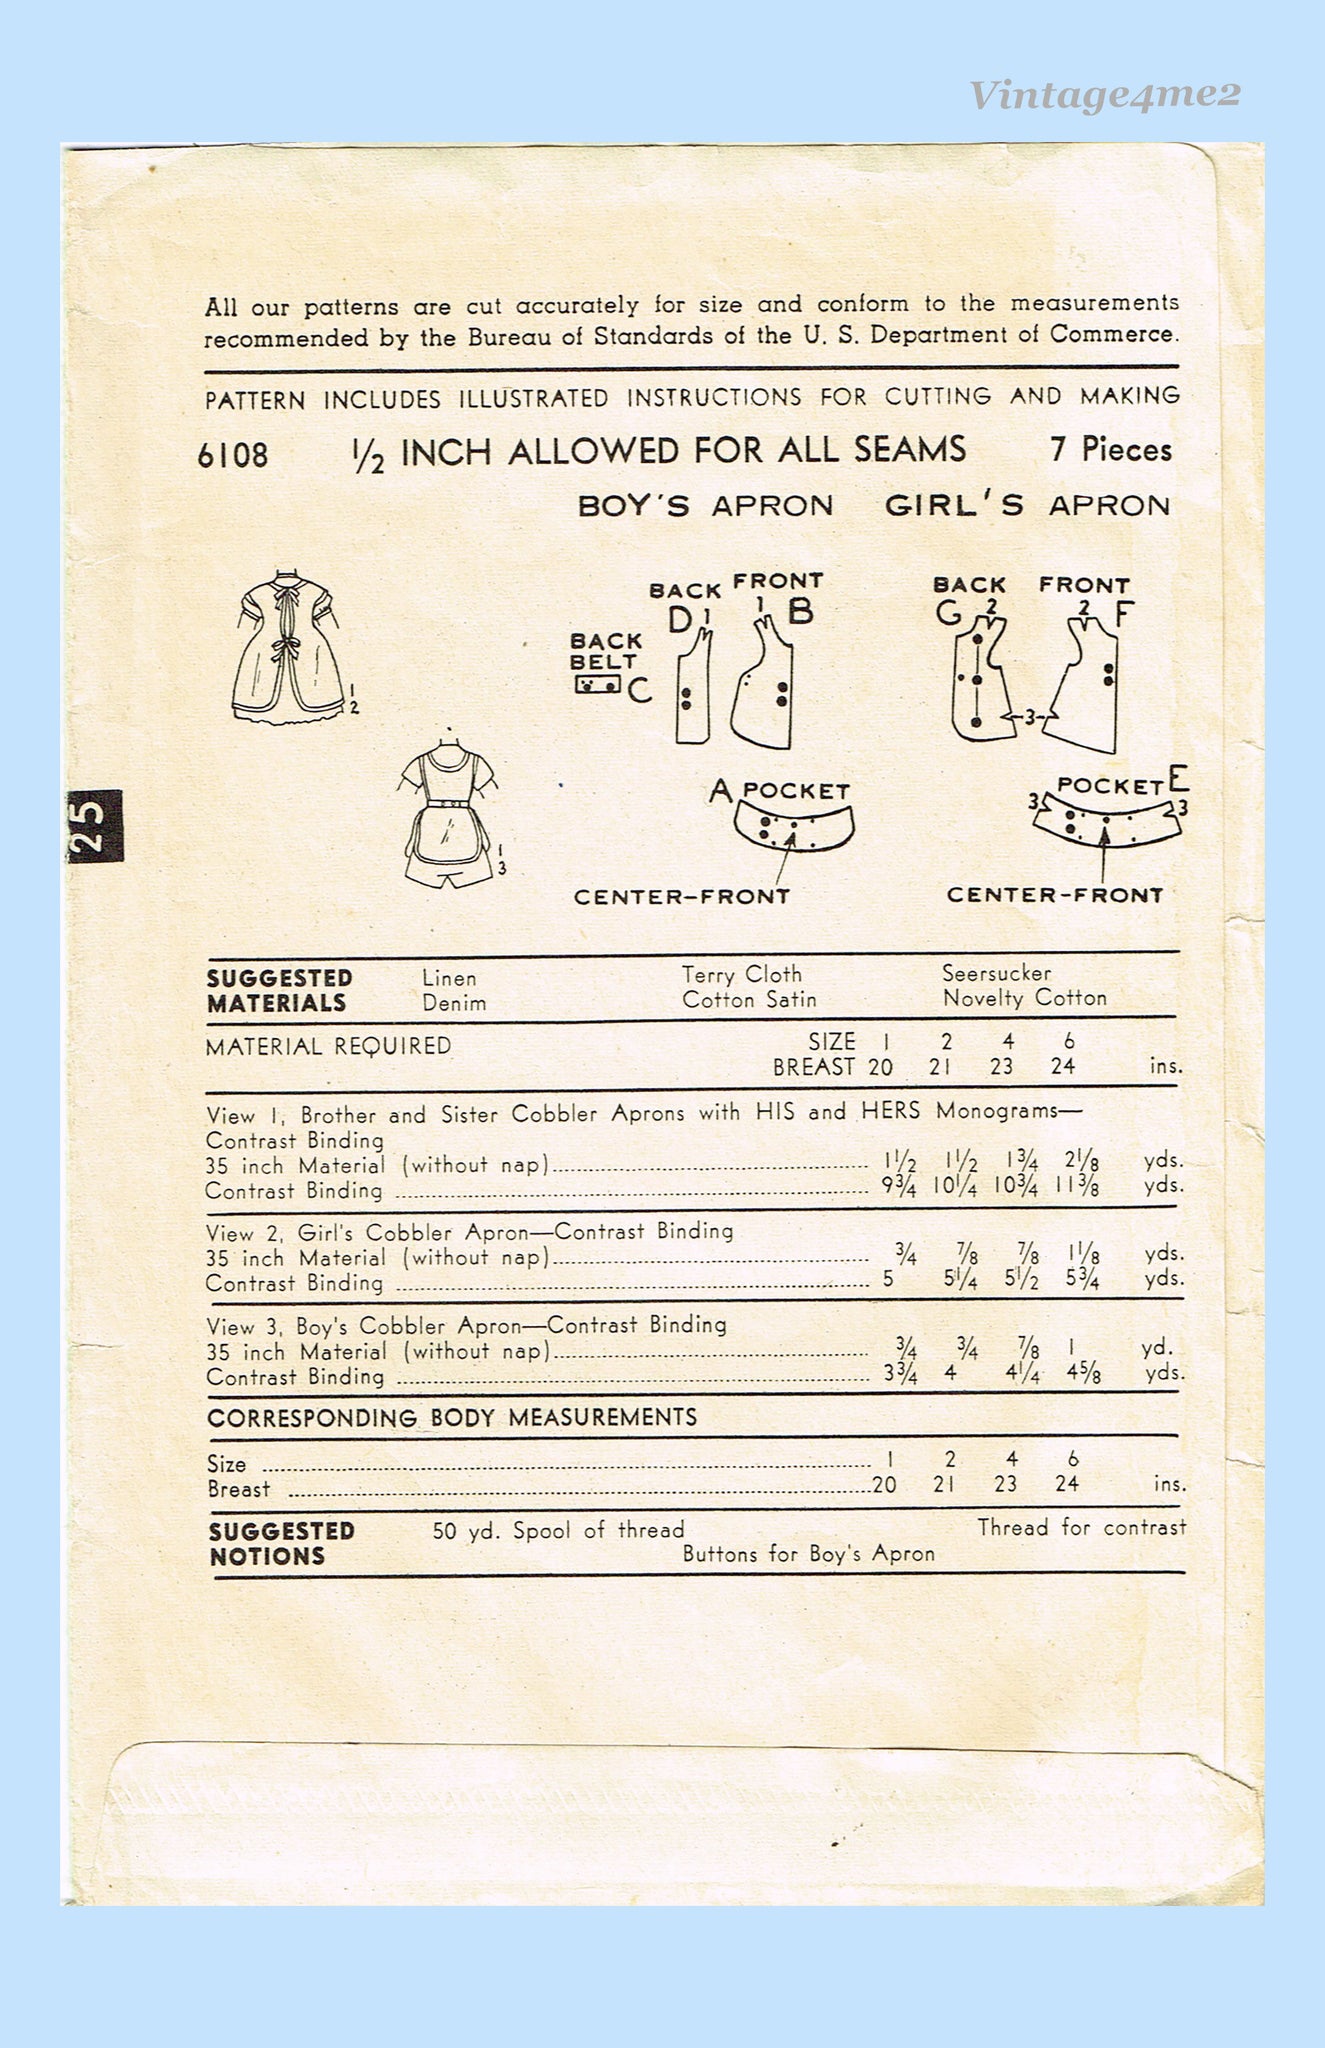 Vintage4me2
All our patterns are cut accurately for size and conform to the measurements
recommended by the Bureau of Standards of the U. S. Department of Commerce.
PATTERN INCLUDES ILLUSTRATED INSTRUCTIONS FOR CUTTING AND MAKING
6108 1/2 INCH ALLOWED FOR ALL SEAMS 7 Pieces
BOY'S APRON GIRL'S APRON
BACK FRONT BACK FRONT
D 1 1 B G 2 2 F
BACK
BELT
C
1
2
3
A POCKET POCKET E
3 3
1
3
CENTER-FRONT CENTER-FRONT
25
SUGGESTED Linen Terry Cloth Seersucker
MATERIALS Denim Cotton Satin Novelty Cotton
MATERIAL REQUIRED SIZE 1 2 4 6
BREAST 20 21 23 24 ins.
View 1, Brother and Sister Cobbler Aprons with HIS and HERS Monograms—
Contrast Binding
35 inch Material (without nap) 1 1/2 1 1/2 1 3/4 2 1/8 yds.
Contrast Binding 9 3/4 10 1/4 10 3/4 11 3/8 yds.
View 2, Girl's Cobbler Apron—Contrast Binding
35 inch Material (without nap) 3/4 7/8 7/8 1 1/8 yds.
Contrast Binding 5 5 1/4 5 1/2 5 3/4 yds.
View 3, Boy's Cobbler Apron—Contrast Binding
35 inch Material (without nap) 3/4 3/4 7/8 1 yd.
Contrast Binding 3 3/4 4 4 1/4 4 5/8 yds.
CORRESPONDING BODY MEASUREMENTS
Size 1 2 4 6
Breast 20 21 23 24 ins.
SUGGESTED 50 yd. Spool of thread Thread for contrast
NOTIONS Buttons for Boy's Apron